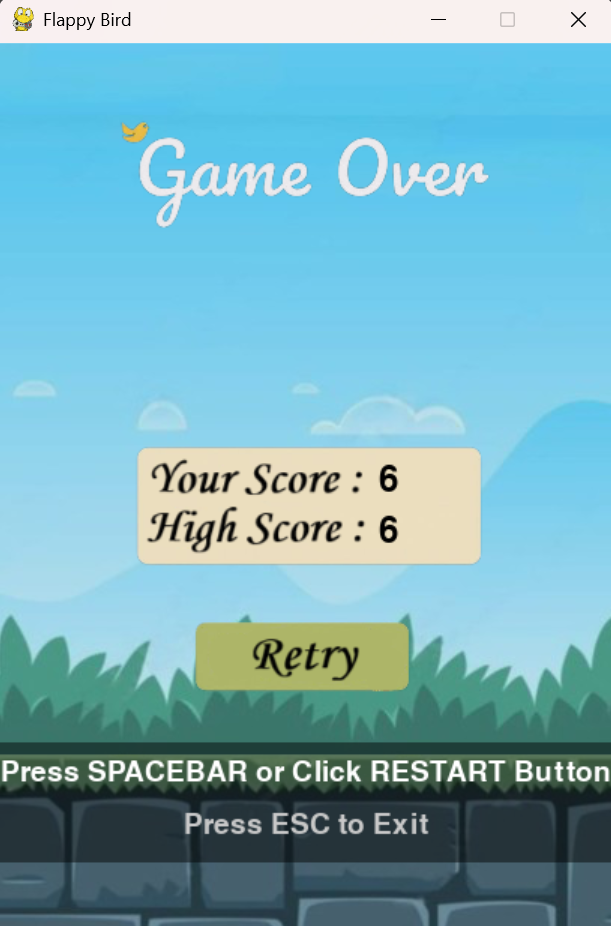 Flappy Bird
Game Over
Your Score : 6
High Score : 6
Retry
Press SPACEBAR or Click RESTART Button
Press ESC to Exit